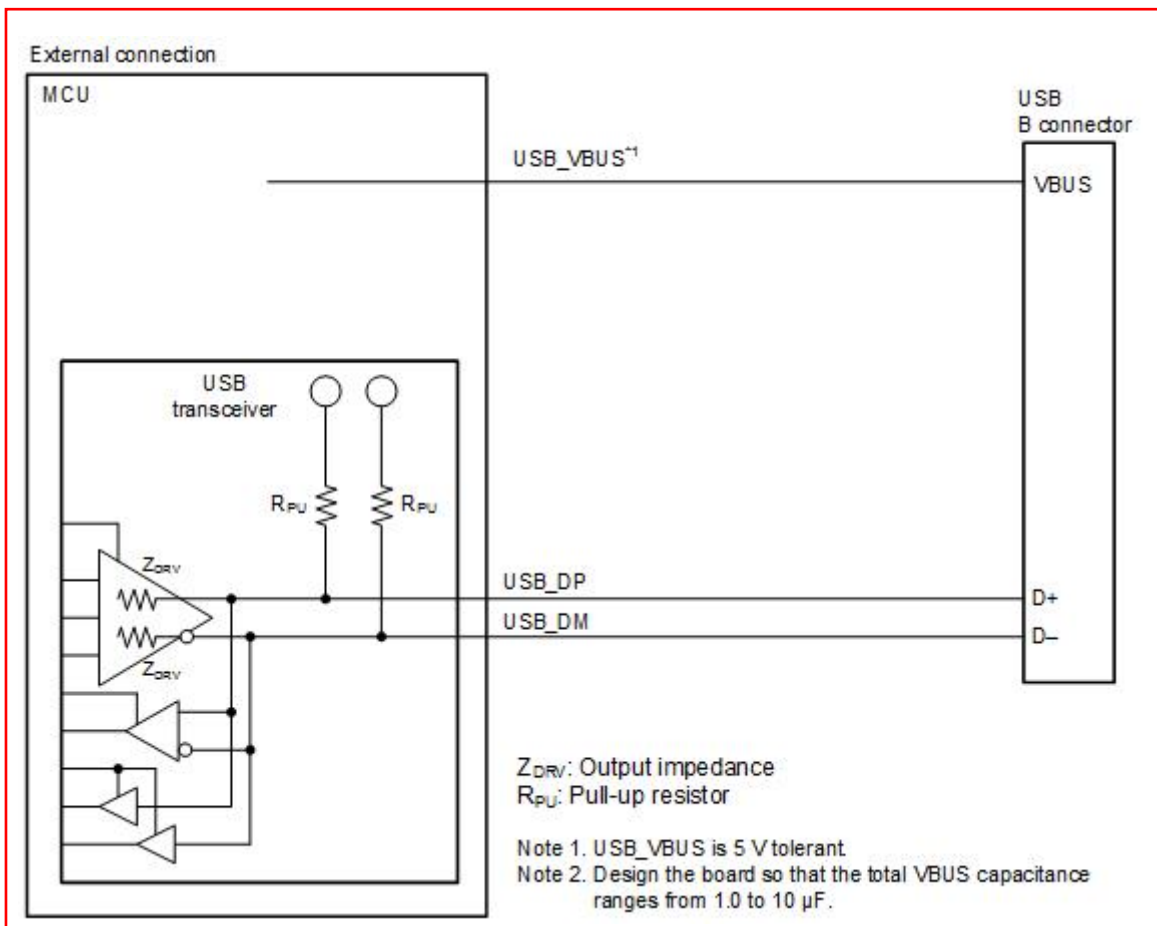 External connection
MCU
USB
B connector
USB_VBUS*1
VBUS
USB
transceiver
RPU
RPU
ZDRV
USB_DP
D+
USB_DM
D–
ZDRV
ZDRV: Output impedance
RPU: Pull-up resistor
Note 1. USB_VBUS is 5 V tolerant.
Note 2. Design the board so that the total VBUS capacitance
ranges from 1.0 to 10 µF.